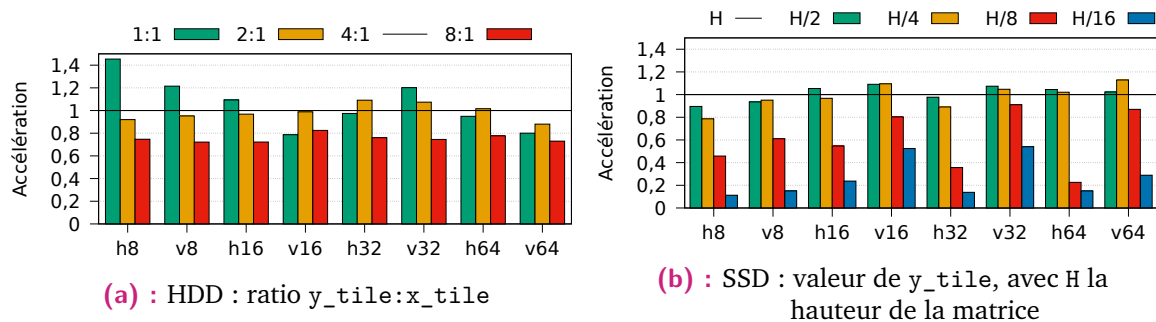 1:1 2:1 4:1 8:1
Accélération
1,4
1,2
1
0,8
0,6
0,4
0,2
0
h8 v8 h16 v16 h32 v32 h64 v64
(a) : HDD : ratio y_tile:x_tile
H H/2 H/4 H/8 H/16
Accélération
1,4
1,2
1
0,8
0,6
0,4
0,2
0
h8 v8 h16 v16 h32 v32 h64 v64
(b) : SSD : valeur de y_tile, avec H la
hauteur de la matrice